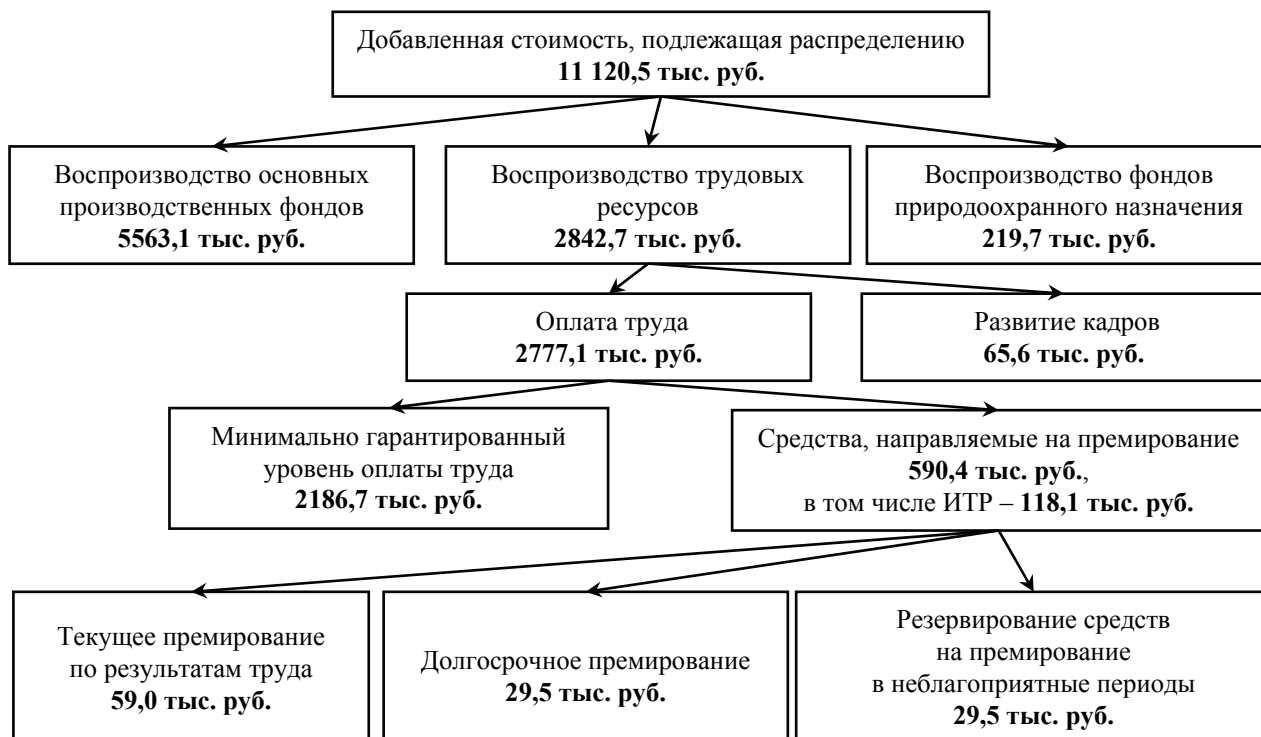 Добавленная стоимость, подлежащая распределению
11 120,5 тыс. руб.
Воспроизводство основных
производственных фондов
5563,1 тыс. руб.
Воспроизводство трудовых
ресурсов
2842,7 тыс. руб.
Воспроизводство фондов
природоохранного назначения
219,7 тыс. руб.
Оплата труда
2777,1 тыс. руб.
Развитие кадров
65,6 тыс. руб.
Минимально гарантированный
уровень оплаты труда
2186,7 тыс. руб.
Средства, направляемые на премирование
590,4 тыс. руб.,
в том числе ИТР – 118,1 тыс. руб.
Текущее премирование
по результатам труда
59,0 тыс. руб.
Долгосрочное премирование
29,5 тыс. руб.
Резервирование средств
на премирование
в неблагоприятные периоды
29,5 тыс. руб.